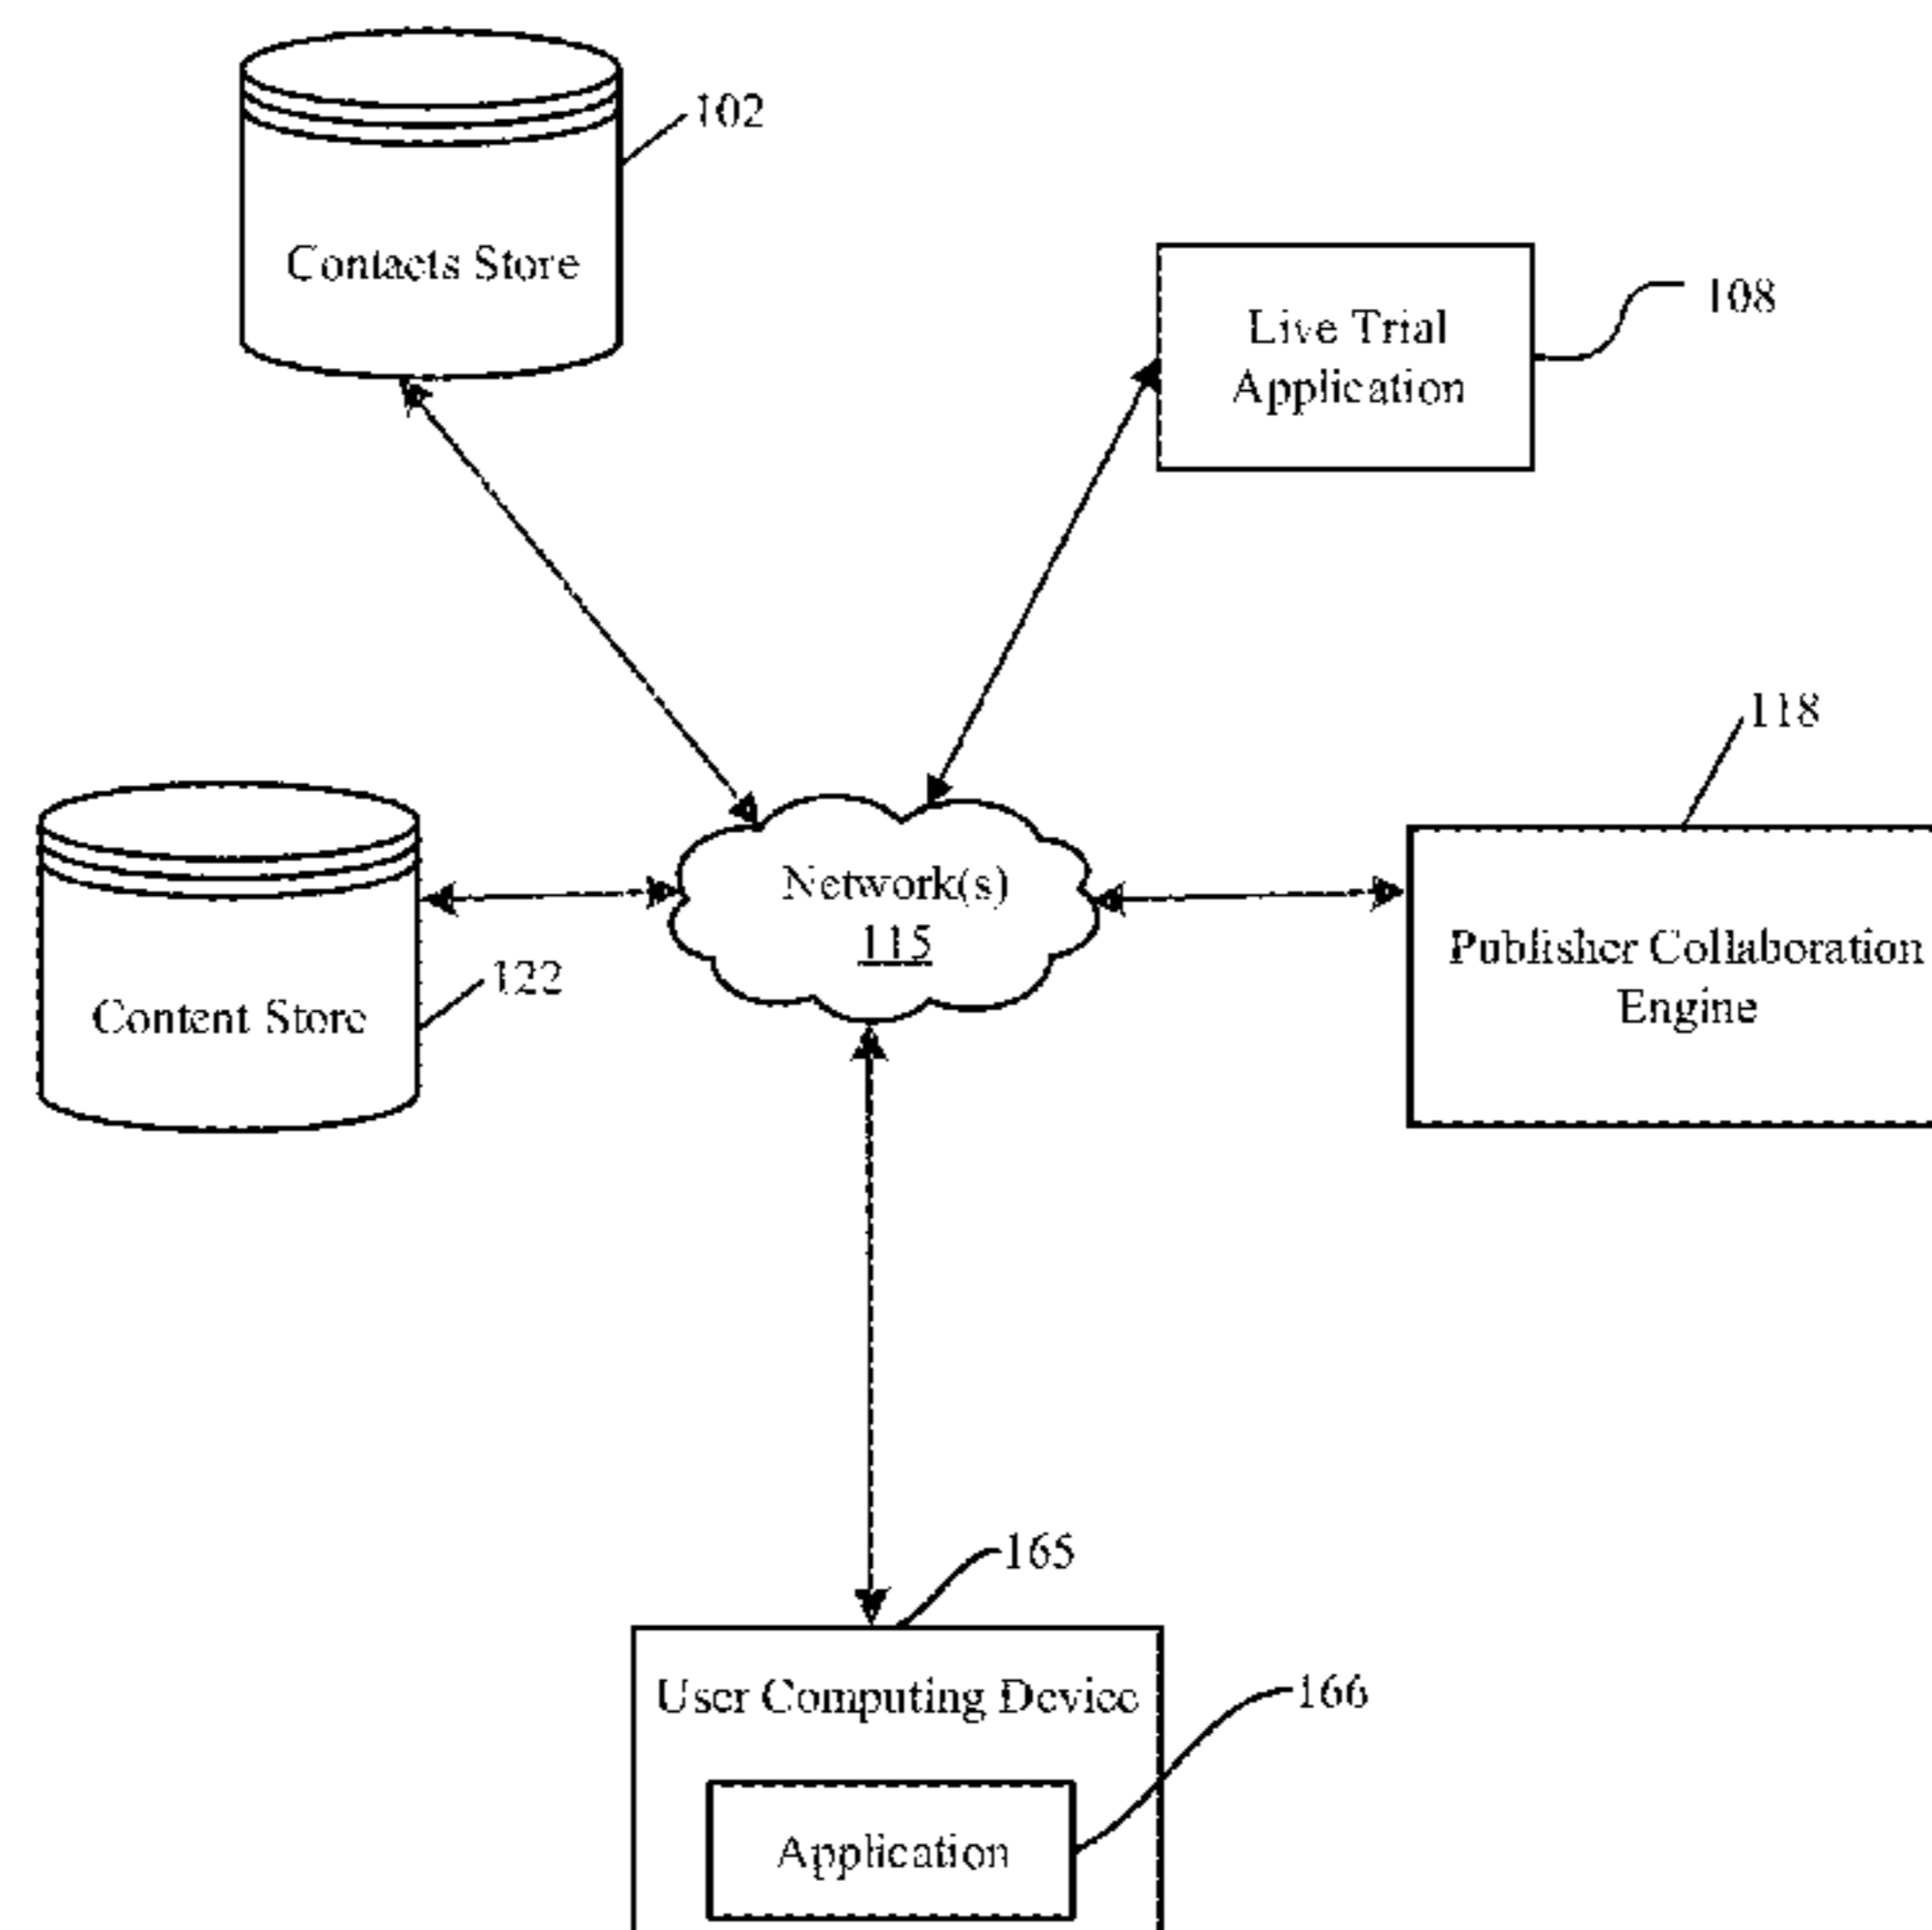 102
Contacts Store
Live Trial
Application
108
118
Network(s)
115
Publisher Collaboration
Engine
122
Content Store
165
User Computing Device
166
Application